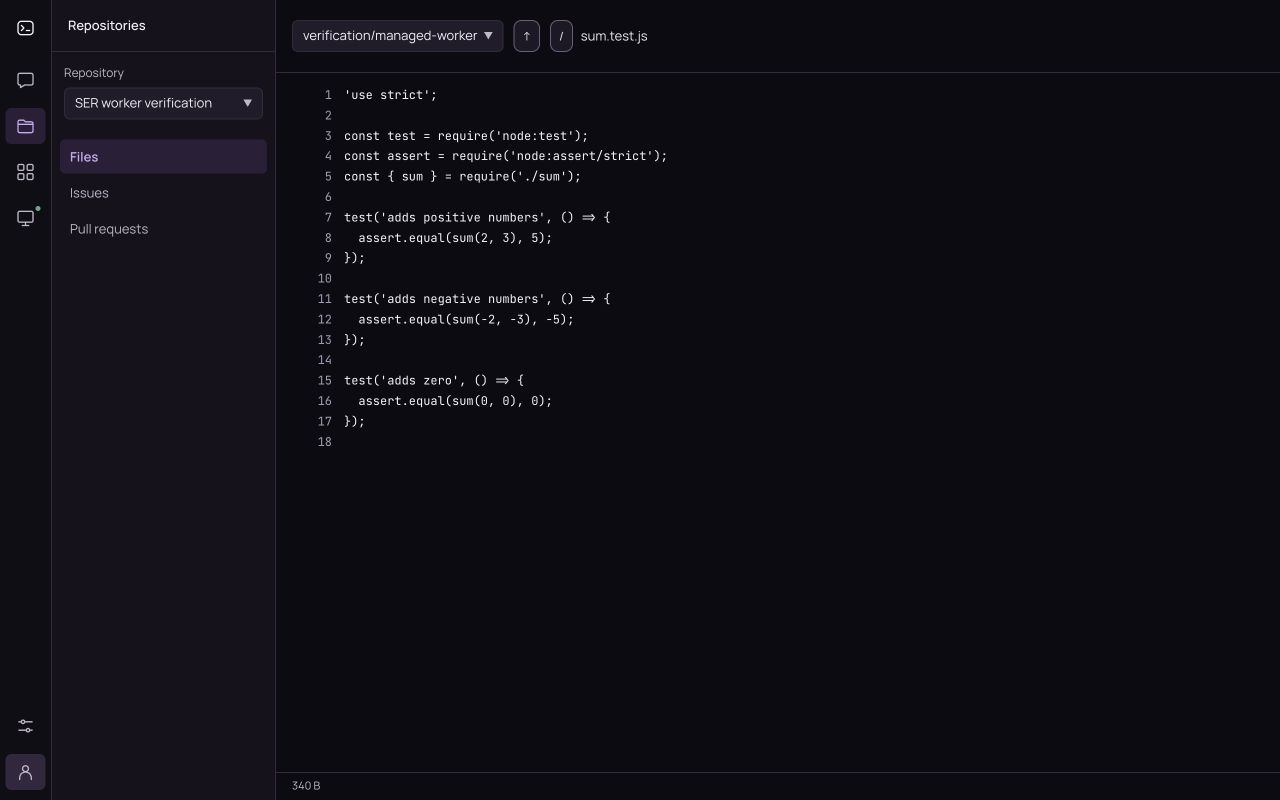 Repositories
Repository
SER worker verification
Files
Issues
Pull requests
verification/managed-worker ▼ ↑ / sum.test.js
1 'use strict';
2
3 const test = require('node:test');
4 const assert = require('node:assert/strict');
5 const { sum } = require('./sum');
6
7 test('adds positive numbers', () => {
8   assert.equal(sum(2, 3), 5);
9 });
10
11 test('adds negative numbers', () => {
12   assert.equal(sum(-2, -3), -5);
13 });
14
15 test('adds zero', () => {
16   assert.equal(sum(0, 0), 0);
17 });
18
340 B